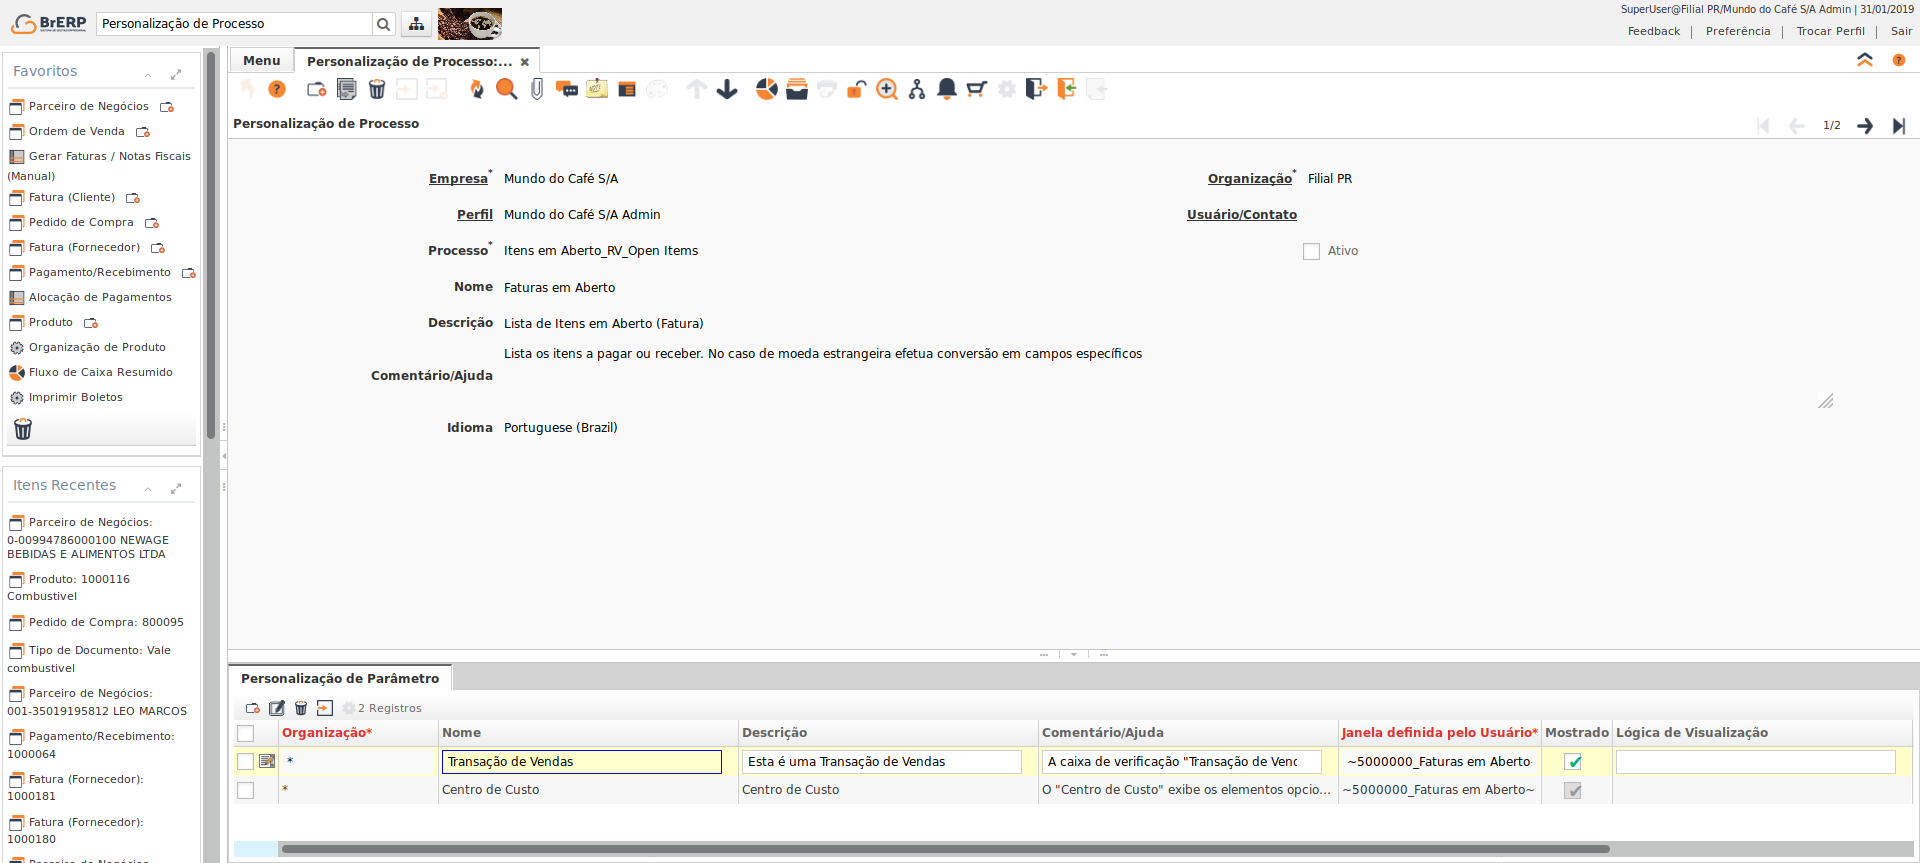 BrERP
Personalização de Processo
SuperUser@Filial PR/Mundo do Café S/A Admin | 31/01/2019
Feedback | Preferência | Trocar Perfil | Sair
Favoritos
Parceiro de Negócios
Ordem de Venda
Gerar Faturas / Notas Fiscais
(Manual)
Fatura (Cliente)
Pedido de Compra
Fatura (Fornecedor)
Pagamento/Recebimento
Alocação de Pagamentos
Produto
Organização de Produto
Fluxo de Caixa Resumido
Imprimir Boletos
Itens Recentes
Parceiro de Negócios:
0-00994786000100 NEWAGE
BEBIDAS E ALIMENTOS LTDA
Produto: 1000116
Combustivel
Pedido de Compra: 800095
Tipo de Documento: Vale
combustivel
Parceiro de Negócios:
001-35019195812 LEO MARCOS
Pagamento/Recebimento:
1000064
Fatura (Fornecedor):
1000181
Fatura (Fornecedor):
1000180
Parceiro de Negócios
Menu
Personalização de Processo:...
Personalização de Processo
1/2
Empresa* Mundo do Café S/A
Organização* Filial PR
Perfil Mundo do Café S/A Admin
Usuário/Contato
Processo* Itens em Aberto_RV_Open Items
Ativo
Nome Faturas em Aberto
Descrição Lista de Itens em Aberto (Fatura)
Lista os itens a pagar ou receber. No caso de moeda estrangeira efetua conversão em campos específicos
Comentário/Ajuda
Idioma Portuguese (Brazil)
Personalização de Parâmetro
2 Registros
Organização* Nome Descrição Comentário/Ajuda Janela definida pelo Usuário* Mostrado Lógica de Visualização
* Transação de Vendas Esta é uma Transação de Vendas A caixa de verificação "Transação de Venc ~5000000_Faturas em Aberto
* Centro de Custo Centro de Custo O "Centro de Custo" exibe os elementos opcio... ~5000000_Faturas em Aberto~